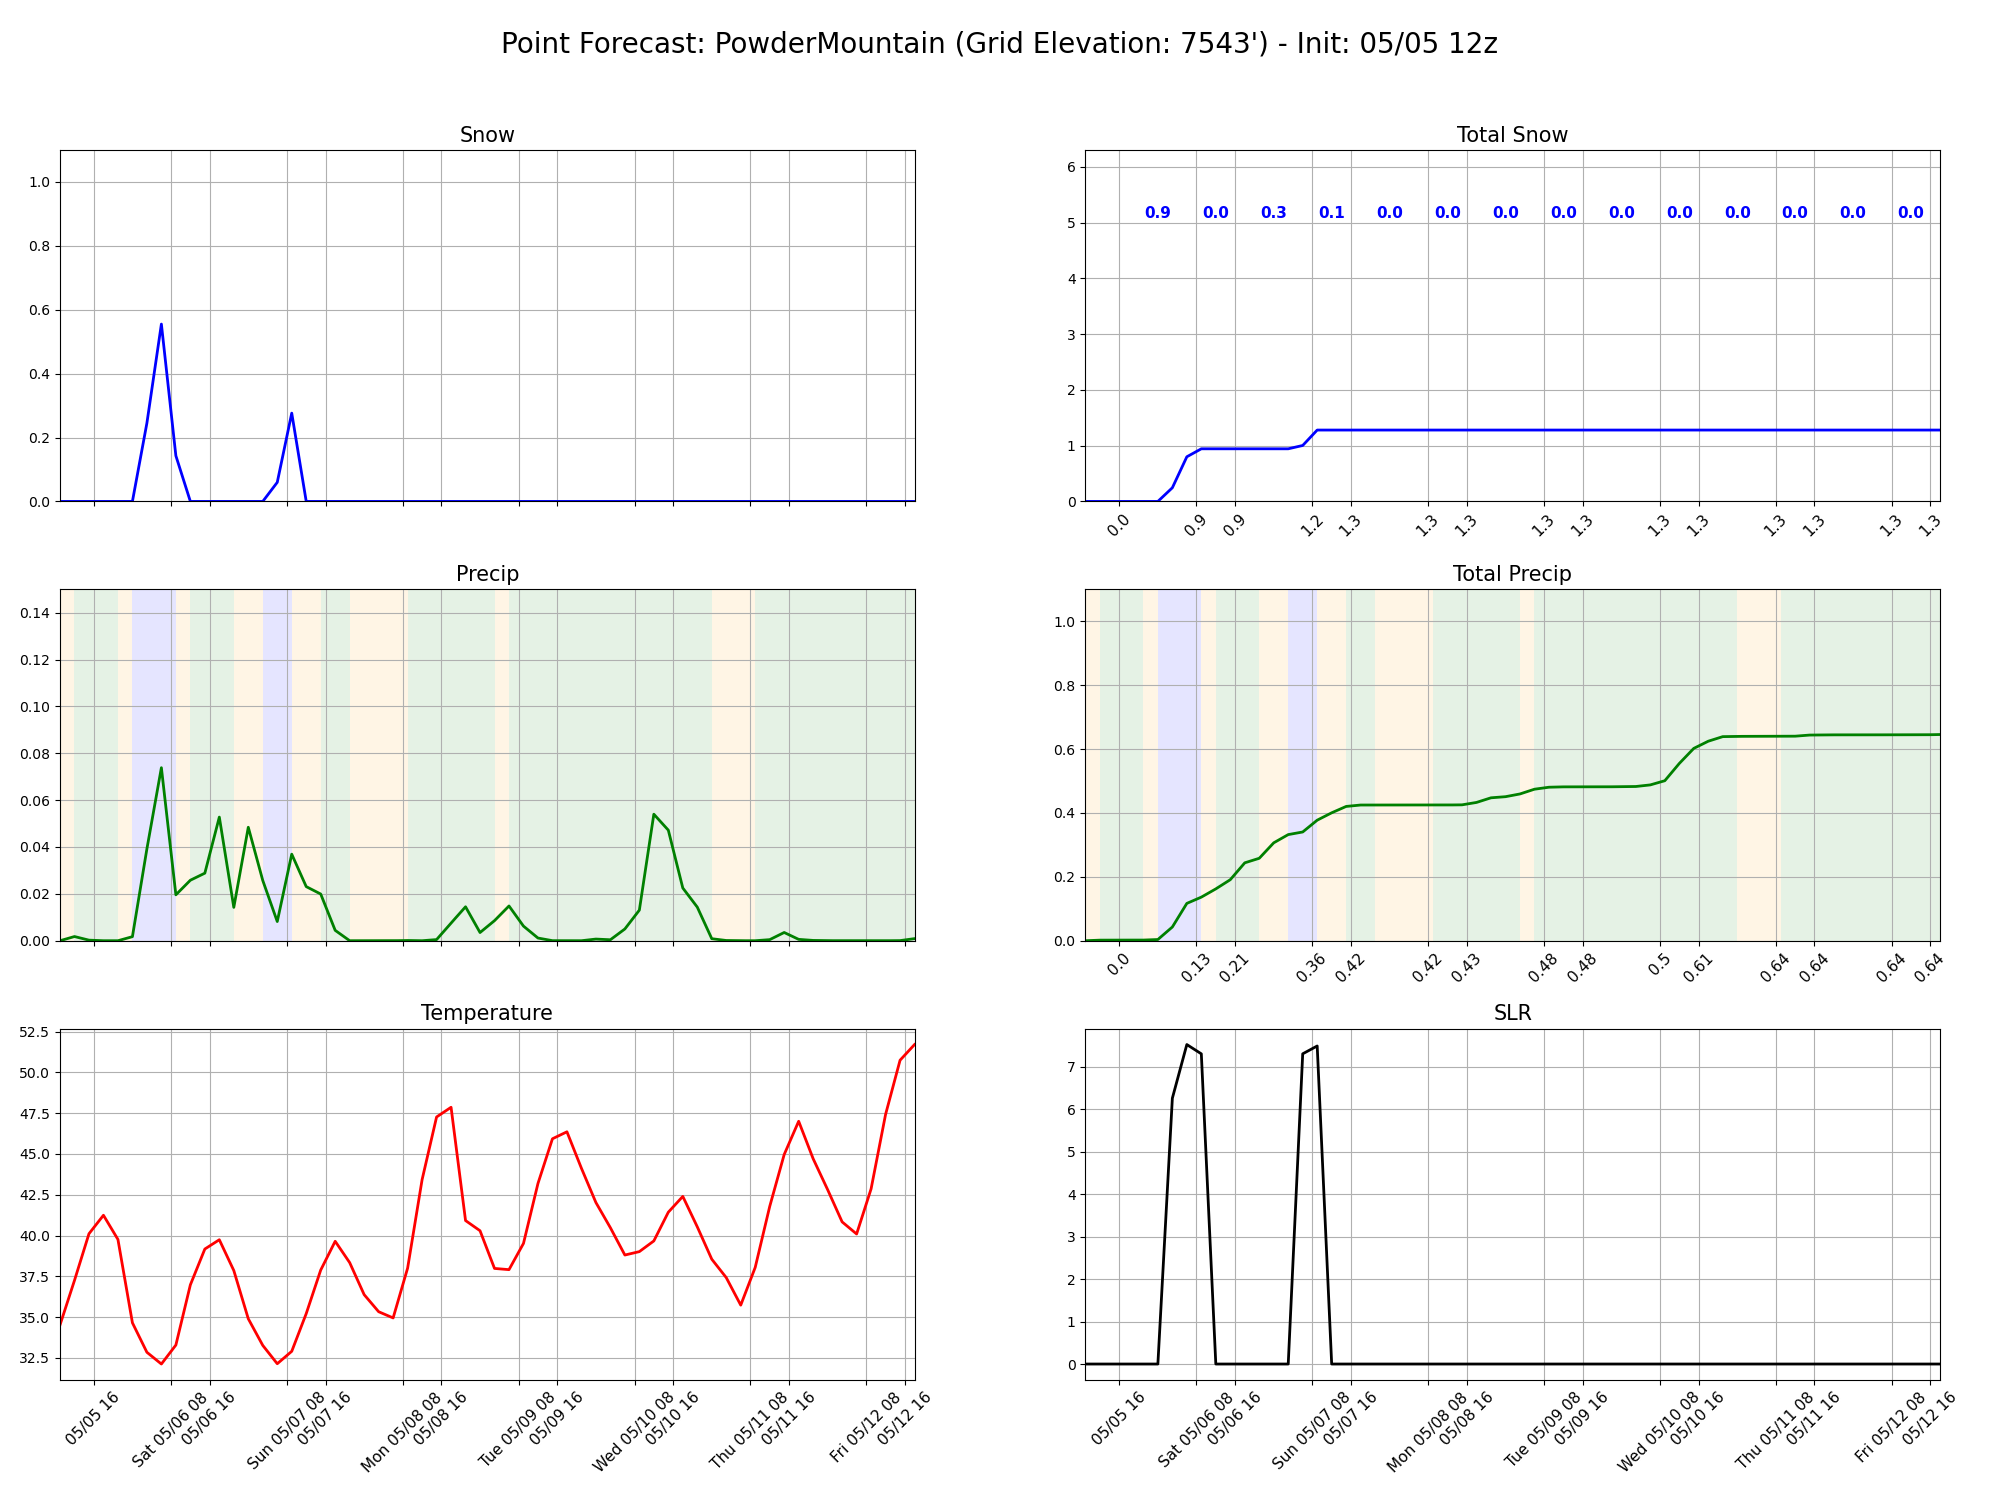 Point Forecast: PowderMountain (Grid Elevation: 7543') - Init: 05/05 12z
Snow
1.0
0.8
0.6
0.4
0.2
0.0
Total Snow
6
5
4
3
2
1
0
0.9 0.0 0.3 0.1 0.0 0.0 0.0 0.0 0.0 0.0 0.0 0.0 0.0 0.0
0.0 0.9 0.9 1.2 1.3 1.3 1.3 1.3 1.3 1.3 1.3 1.3 1.3 1.3 1.3
Precip
0.14
0.12
0.10
0.08
0.06
0.04
0.02
0.00
Total Precip
1.0
0.8
0.6
0.4
0.2
0.0
0.0 0.13 0.21 0.36 0.42 0.42 0.43 0.48 0.48 0.5 0.61 0.64 0.64 0.64 0.64
Temperature
52.5
50.0
47.5
45.0
42.5
40.0
37.5
35.0
32.5
05/05 16
Sat 05/06 08
05/06 16
Sun 05/07 08
05/07 16
Mon 05/08 08
05/08 16
Tue 05/09 08
05/09 16
Wed 05/10 08
05/10 16
Thu 05/11 08
05/11 16
Fri 05/12 08
05/12 16
SLR
7
6
5
4
3
2
1
0
05/05 16
Sat 05/06 08
05/06 16
Sun 05/07 08
05/07 16
Mon 05/08 08
05/08 16
Tue 05/09 08
05/09 16
Wed 05/10 08
05/10 16
Thu 05/11 08
05/11 16
Fri 05/12 08
05/12 16